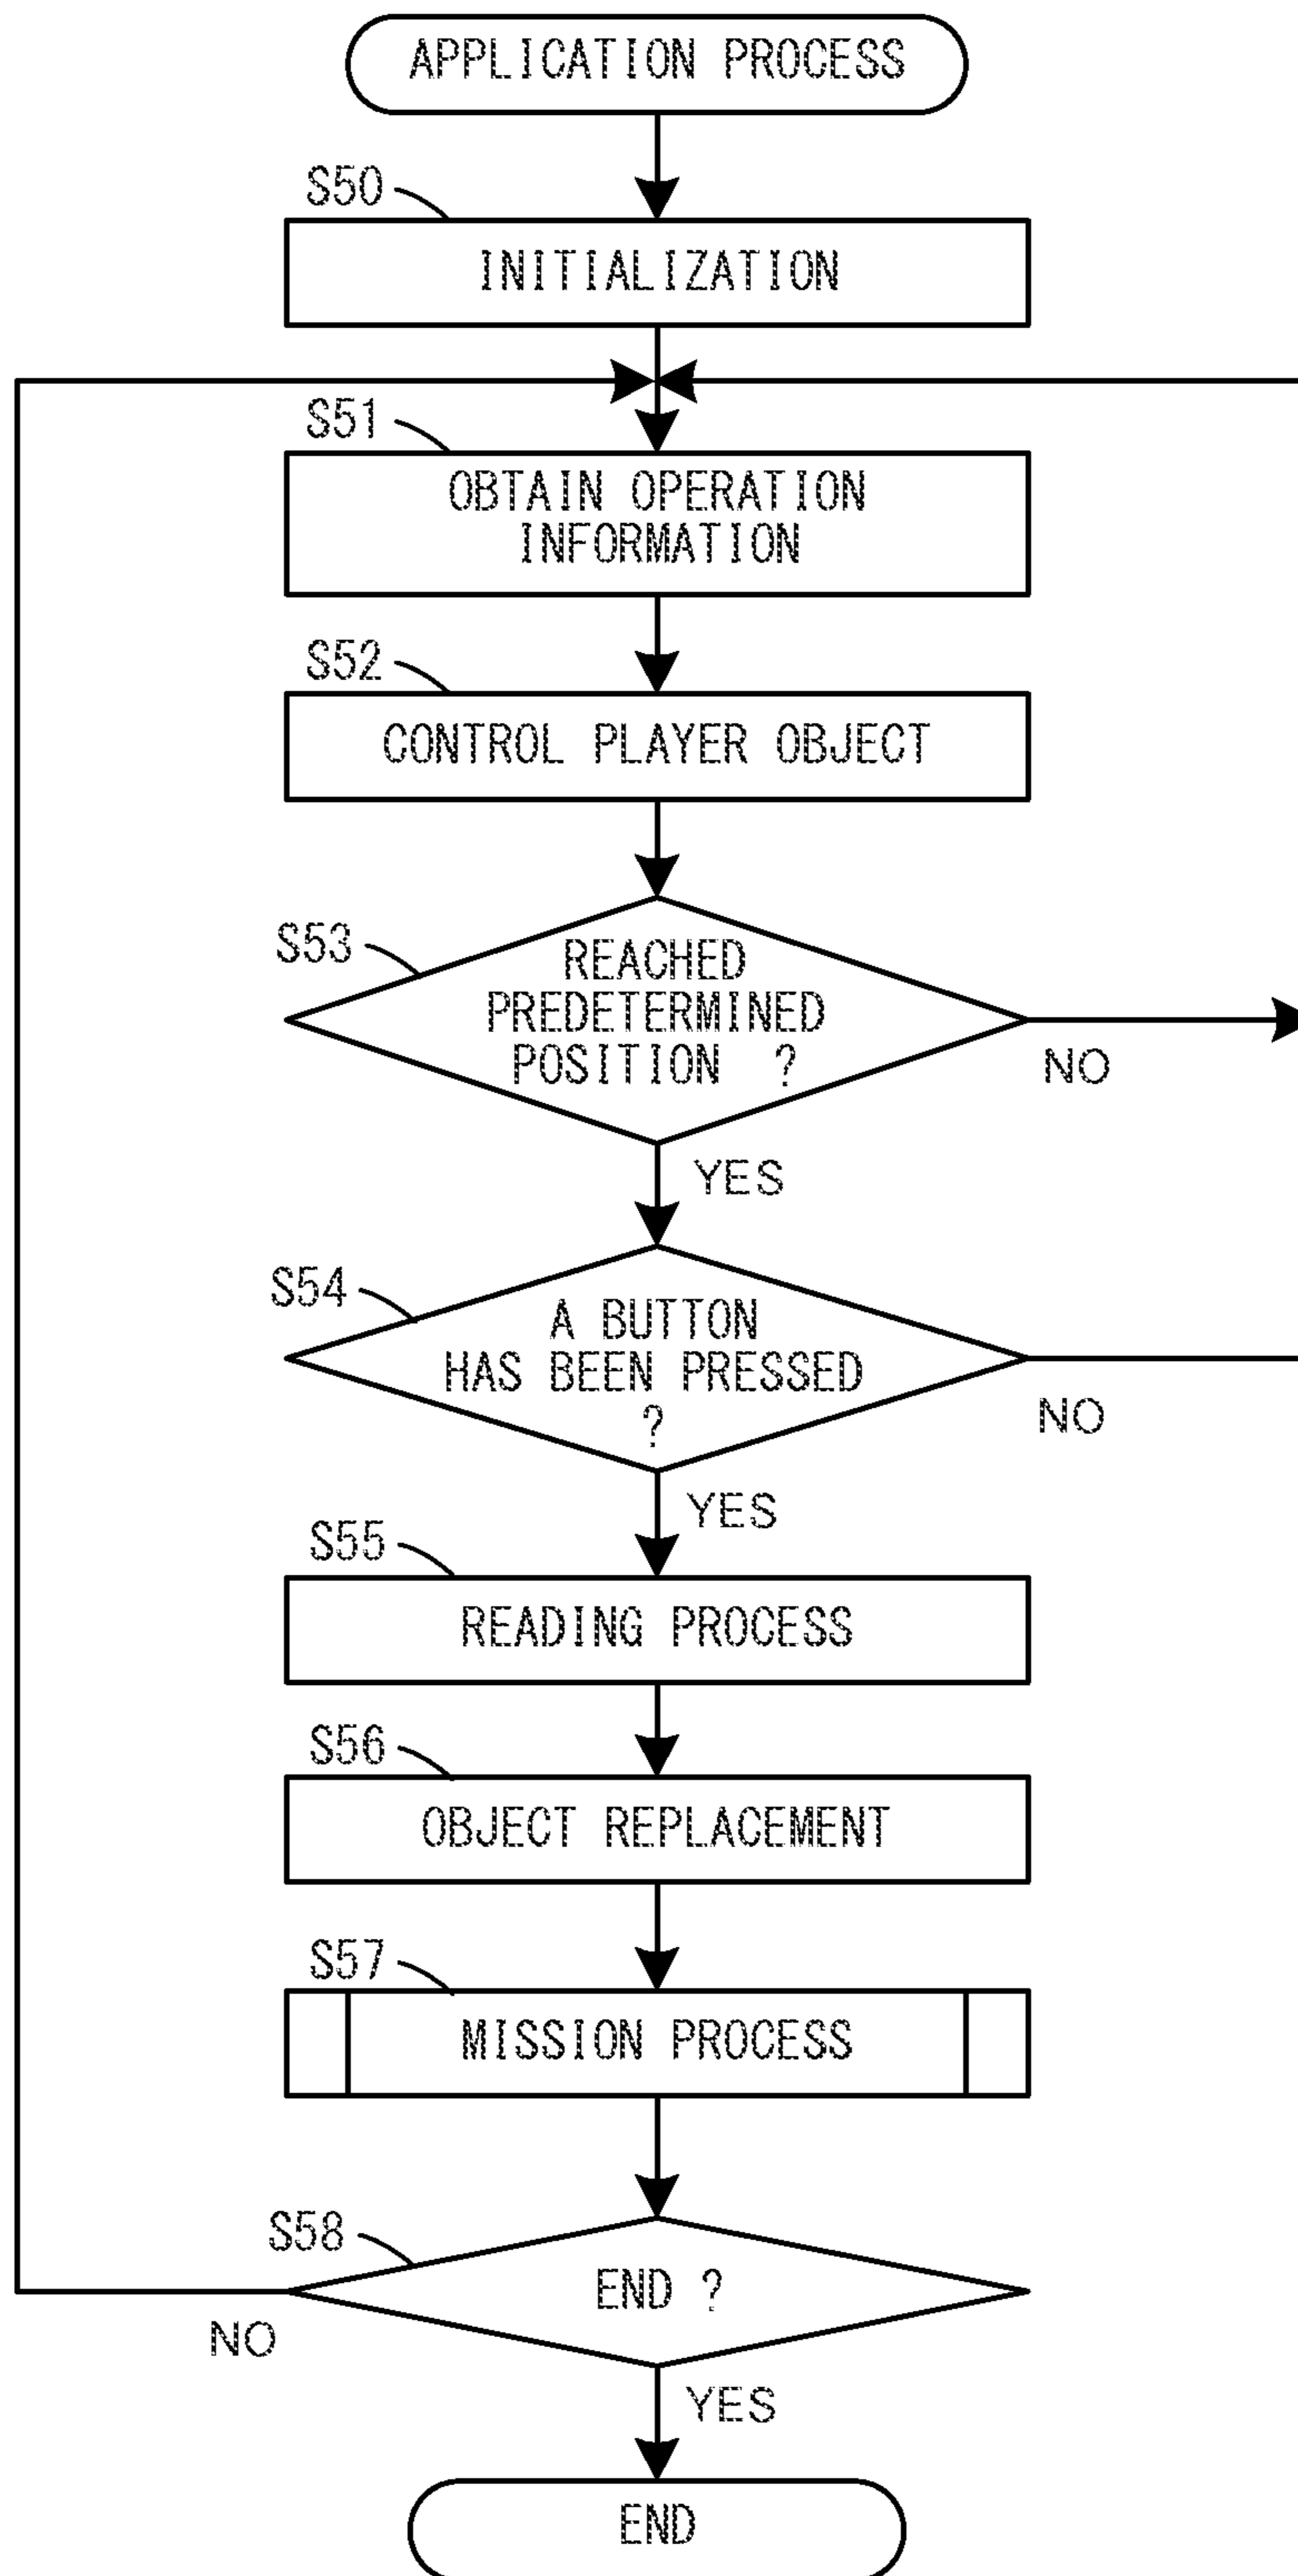 APPLICATION PROCESS
S50
INITIALIZATION
S51
OBTAIN OPERATION
INFORMATION
S52
CONTROL PLAYER OBJECT
S53
REACHED
PREDETERMINED
POSITION ?
NO
YES
S54
A BUTTON
HAS BEEN PRESSED
?
NO
YES
S55
READING PROCESS
S56
OBJECT REPLACEMENT
S57
MISSION PROCESS
S58
END ?
NO
YES
END